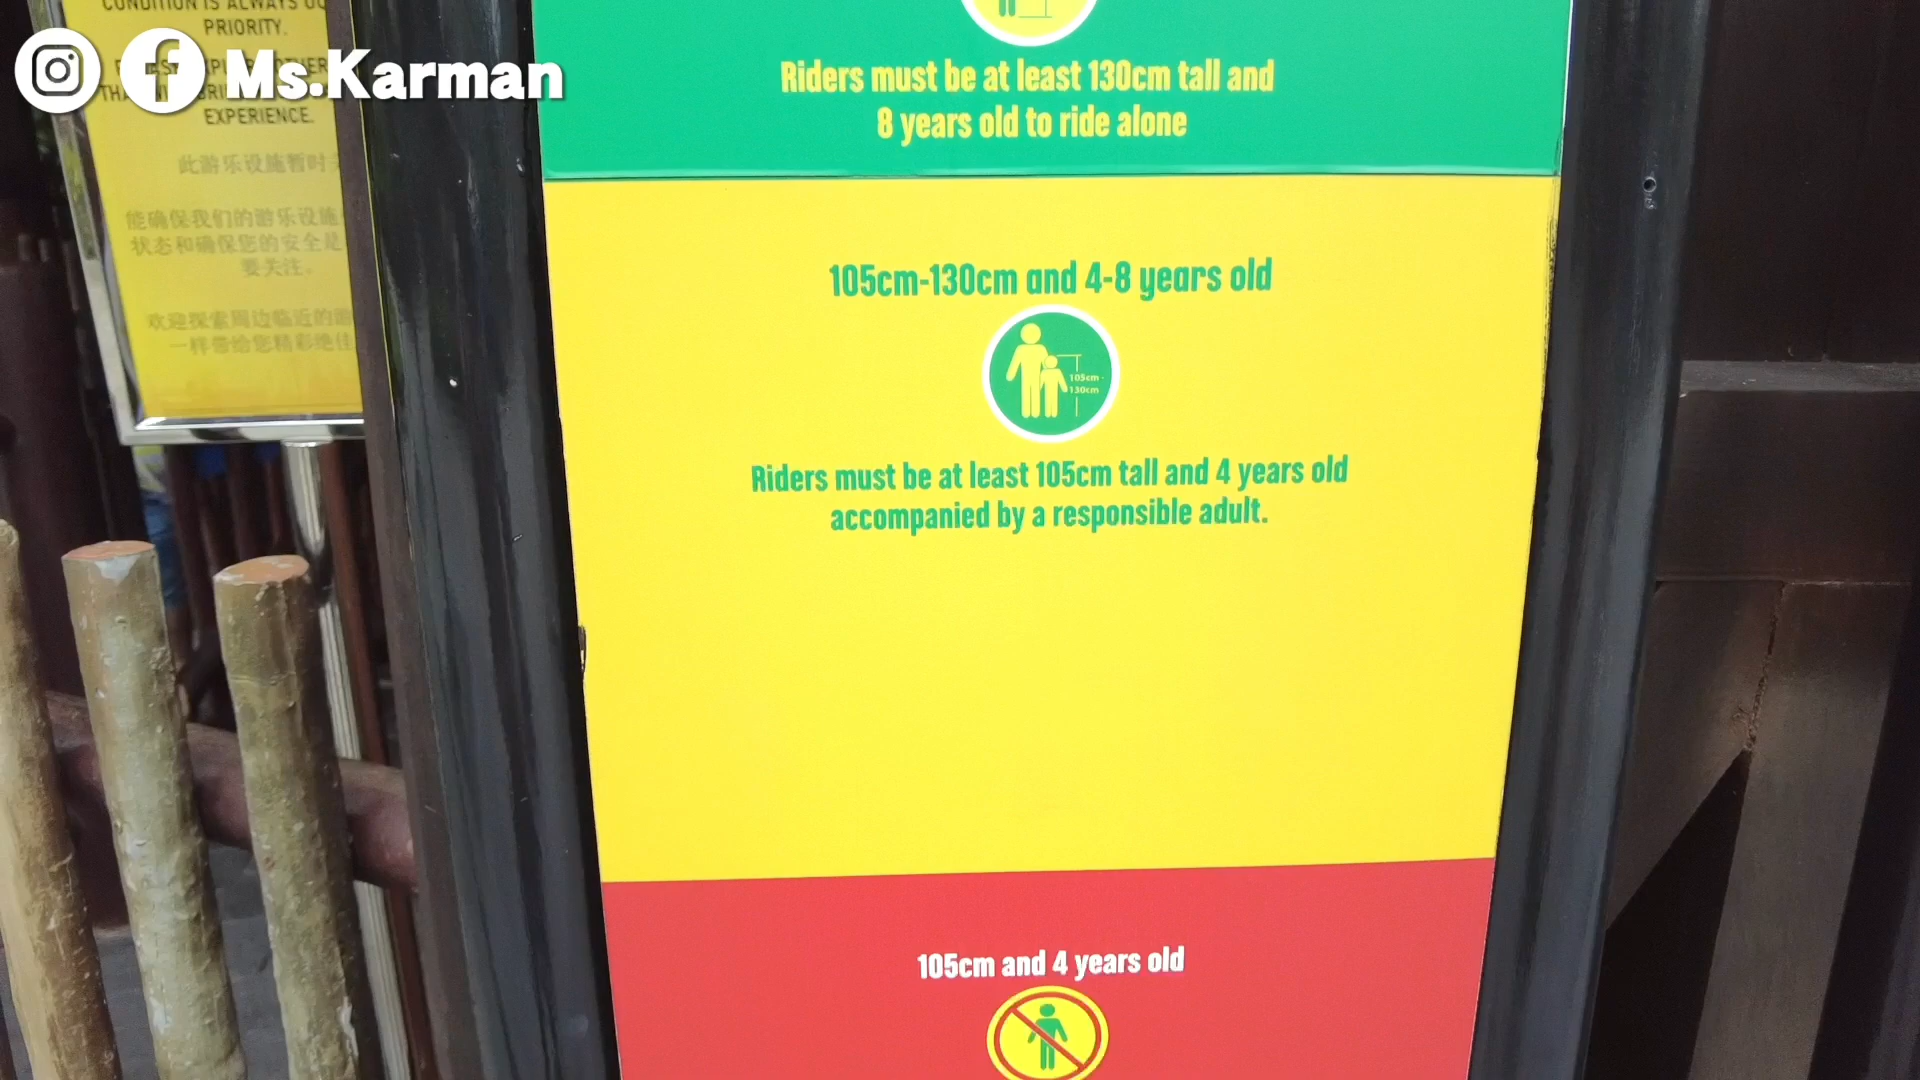 CONDITION IS ALWAYS
PRIORITY.
EXPERIENCE.
此游乐设施暂时
能确保我们的游乐设施
状态和确保您的安全是
要关注。
欢迎探索周边临近的游
一样带给您精彩绝佳
Ms.Karman
Riders must be at least 130cm tall and
8 years old to ride alone
105cm-130cm and 4-8 years old
105cm -
130cm
Riders must be at least 105cm tall and 4 years old
accompanied by a responsible adult.
105cm and 4 years old